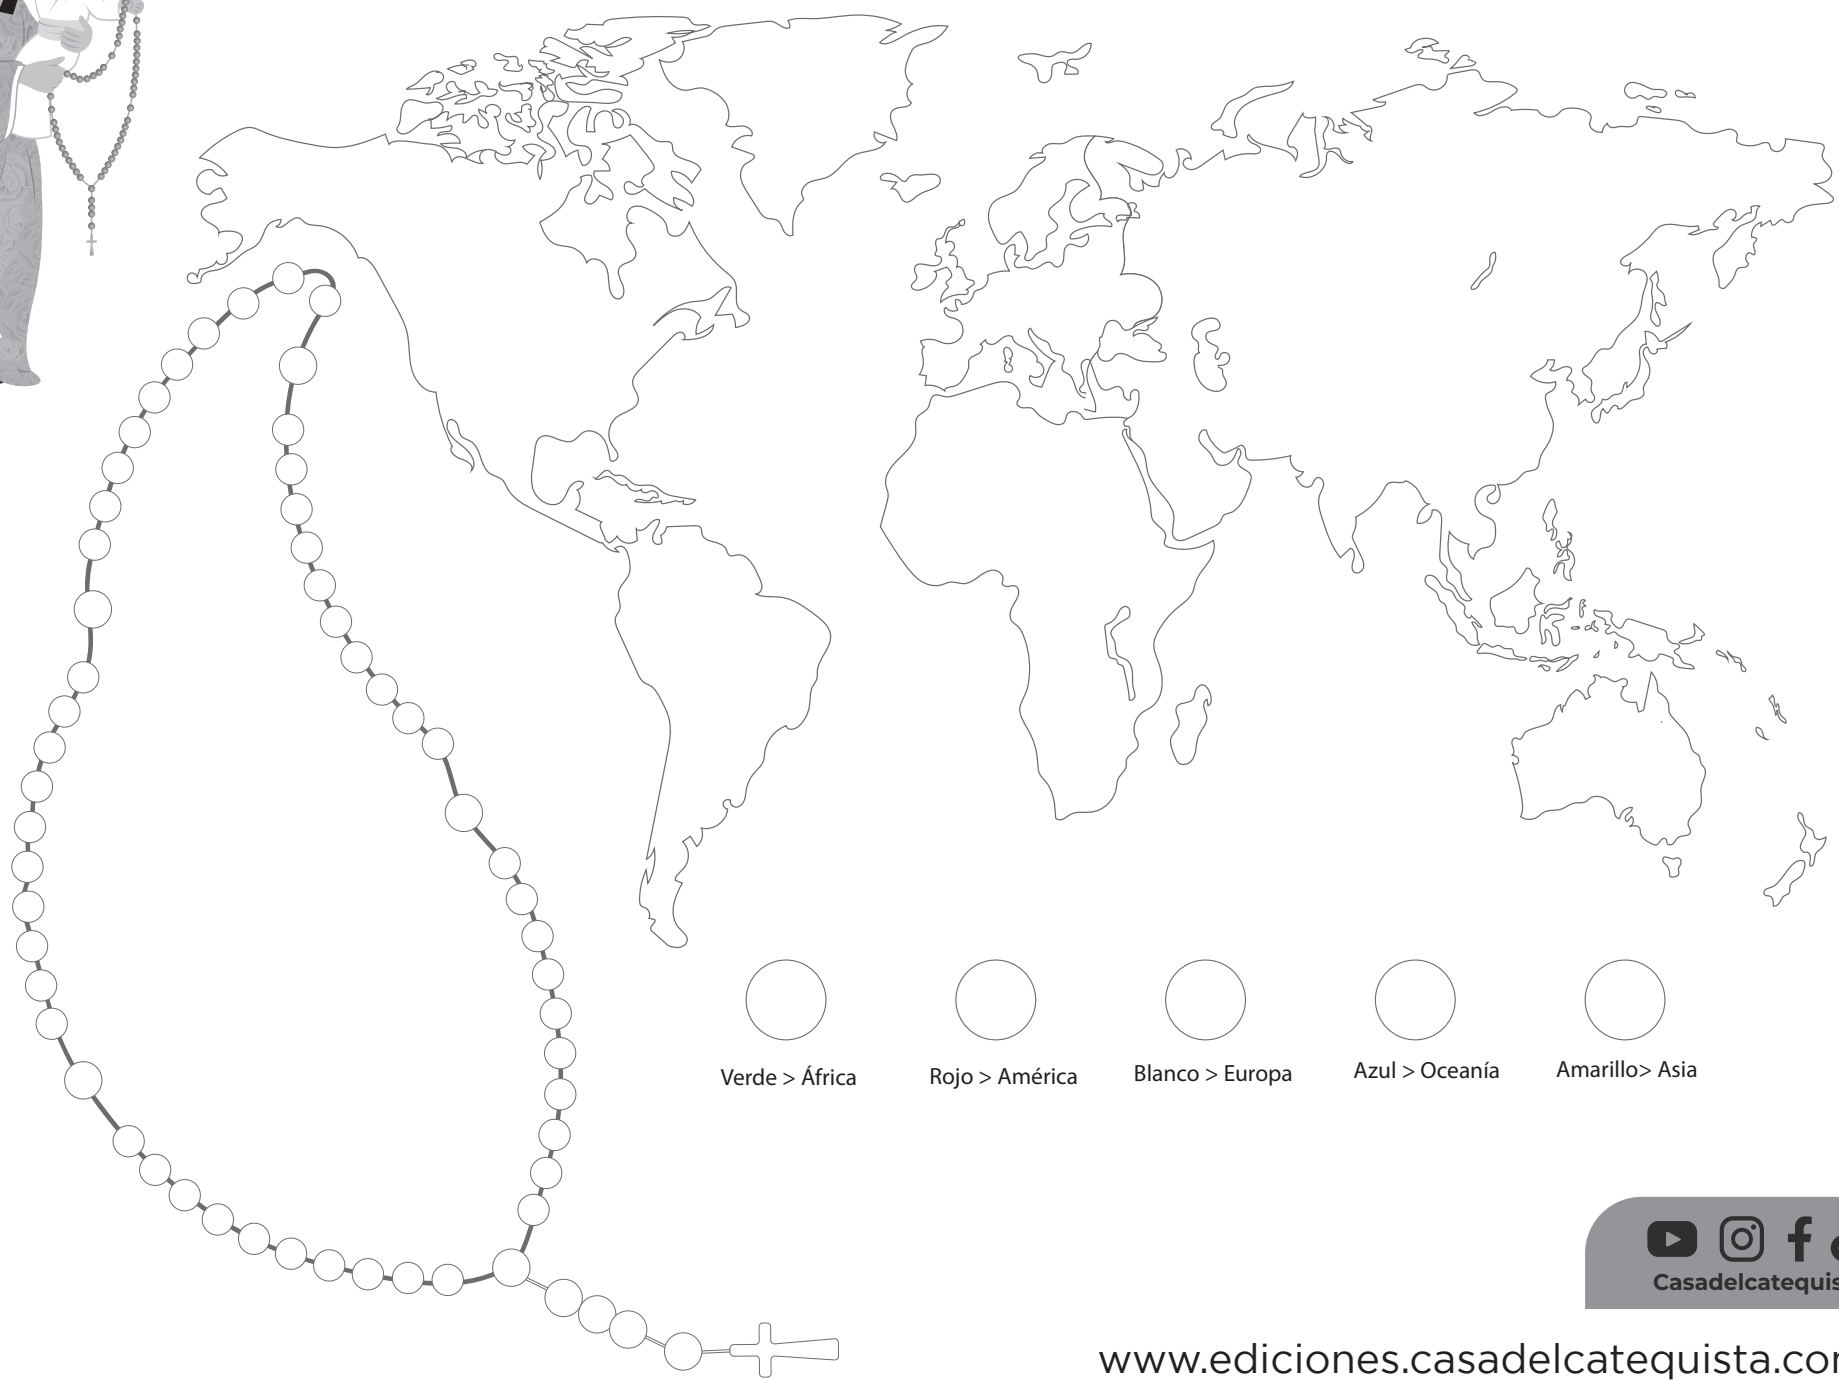 Verde > África
Rojo > América
Blanco > Europa
Azul > Oceanía
Amarillo> Asia
Casadelcatequis
www.ediciones.casadelcatequista.co